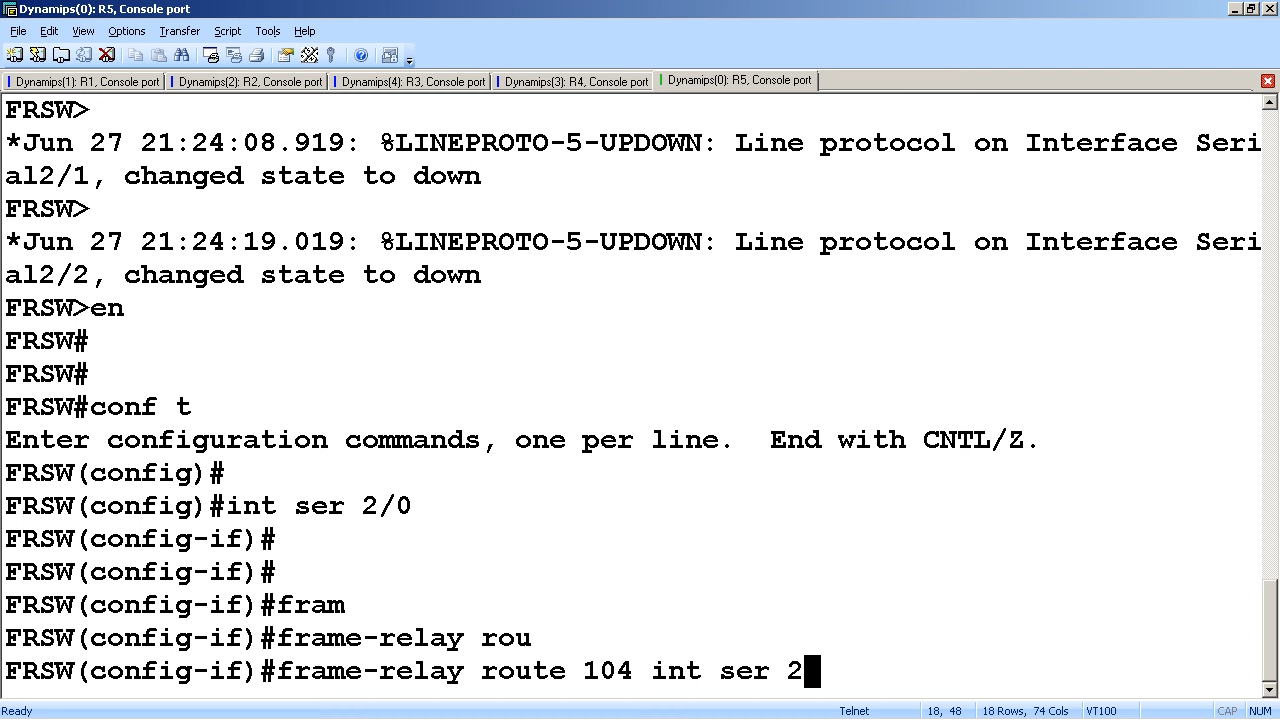 Dynamips(0): R5, Console port
File Edit View Options Transfer Script Tools Help
Dynamips(1): R1, Console port Dynamips(2): R2, Console port Dynamips(4): R3, Console port Dynamips(3): R4, Console port Dynamips(0): R5, Console port
FRSW>
*Jun 27 21:24:08.919: %LINEPROTO-5-UPDOWN: Line protocol on Interface Seri
al2/1, changed state to down
FRSW>
*Jun 27 21:24:19.019: %LINEPROTO-5-UPDOWN: Line protocol on Interface Seri
al2/2, changed state to down
FRSW>en
FRSW#
FRSW#
FRSW#conf t
Enter configuration commands, one per line.  End with CNTL/Z.
FRSW(config)#
FRSW(config)#int ser 2/0
FRSW(config-if)#
FRSW(config-if)#
FRSW(config-if)#fram
FRSW(config-if)#frame-relay rou
FRSW(config-if)#frame-relay route 104 int ser 2
Ready Telnet 18, 48 18 Rows, 74 Cols VT100 CAP NUM